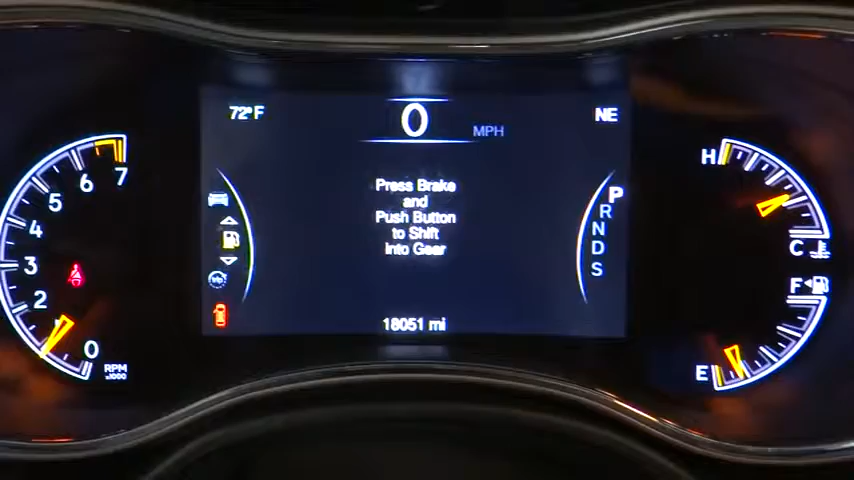 72°F
0
MPH
NE
Press Brake
and
Push Button
to Shift
into Gear
18051 mi
P
R
N
D
S
7
6
5
4
3
2
0
RPM
x1000
H
C
F
E